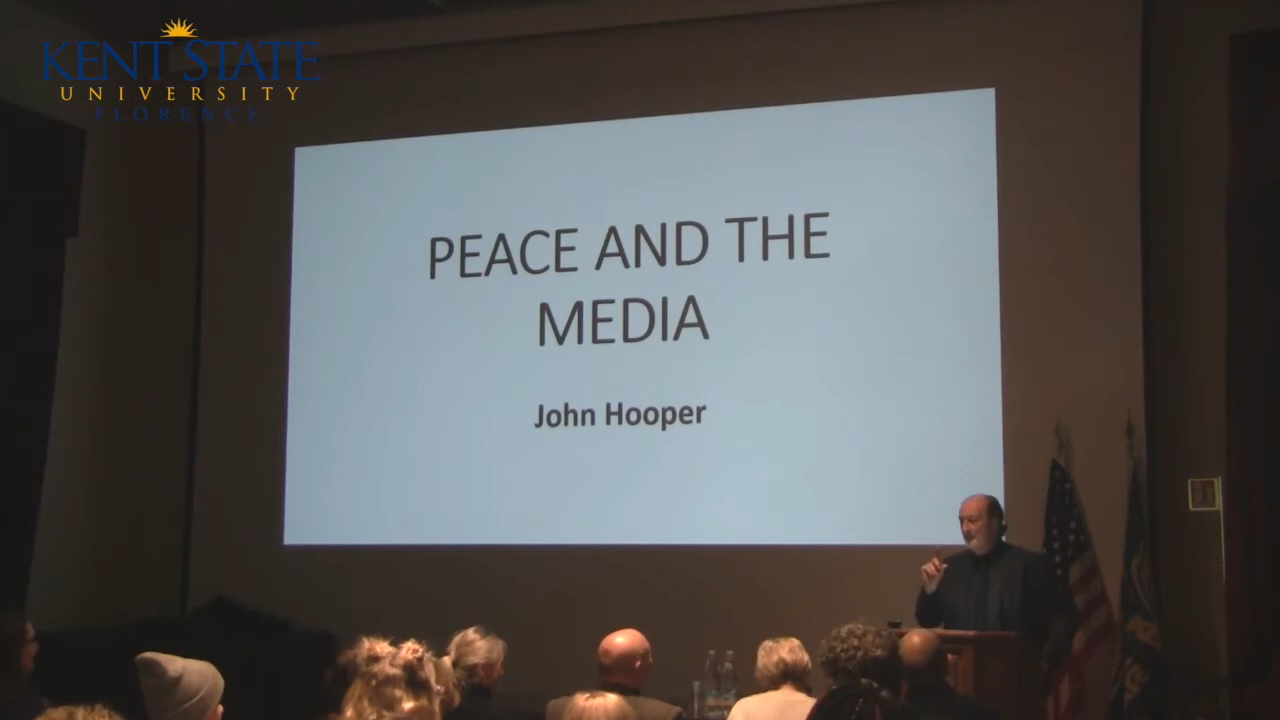 KENT STATE
UNIVERSITY
FLORENCE
PEACE AND THE
MEDIA
John Hooper